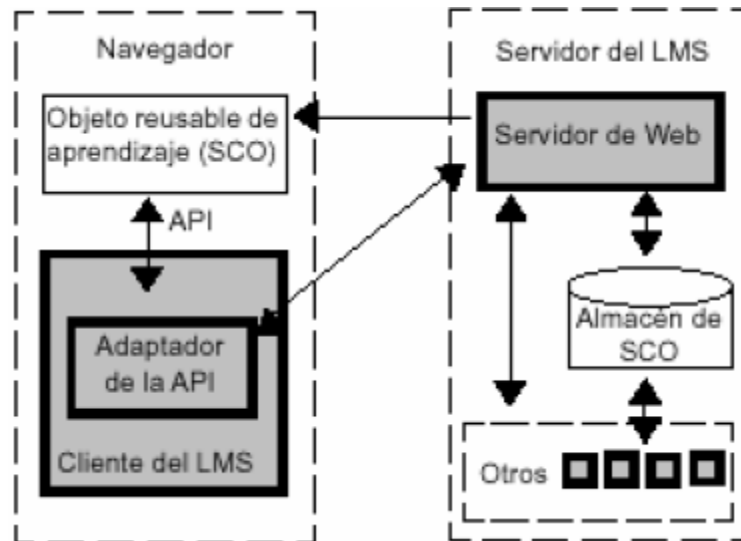 Navegador
Objeto reusable de
aprendizaje (SCO)
API
Adaptador
de la API
Cliente del LMS
Servidor del LMS
Servidor de Web
Almacén de
SCO
Otros